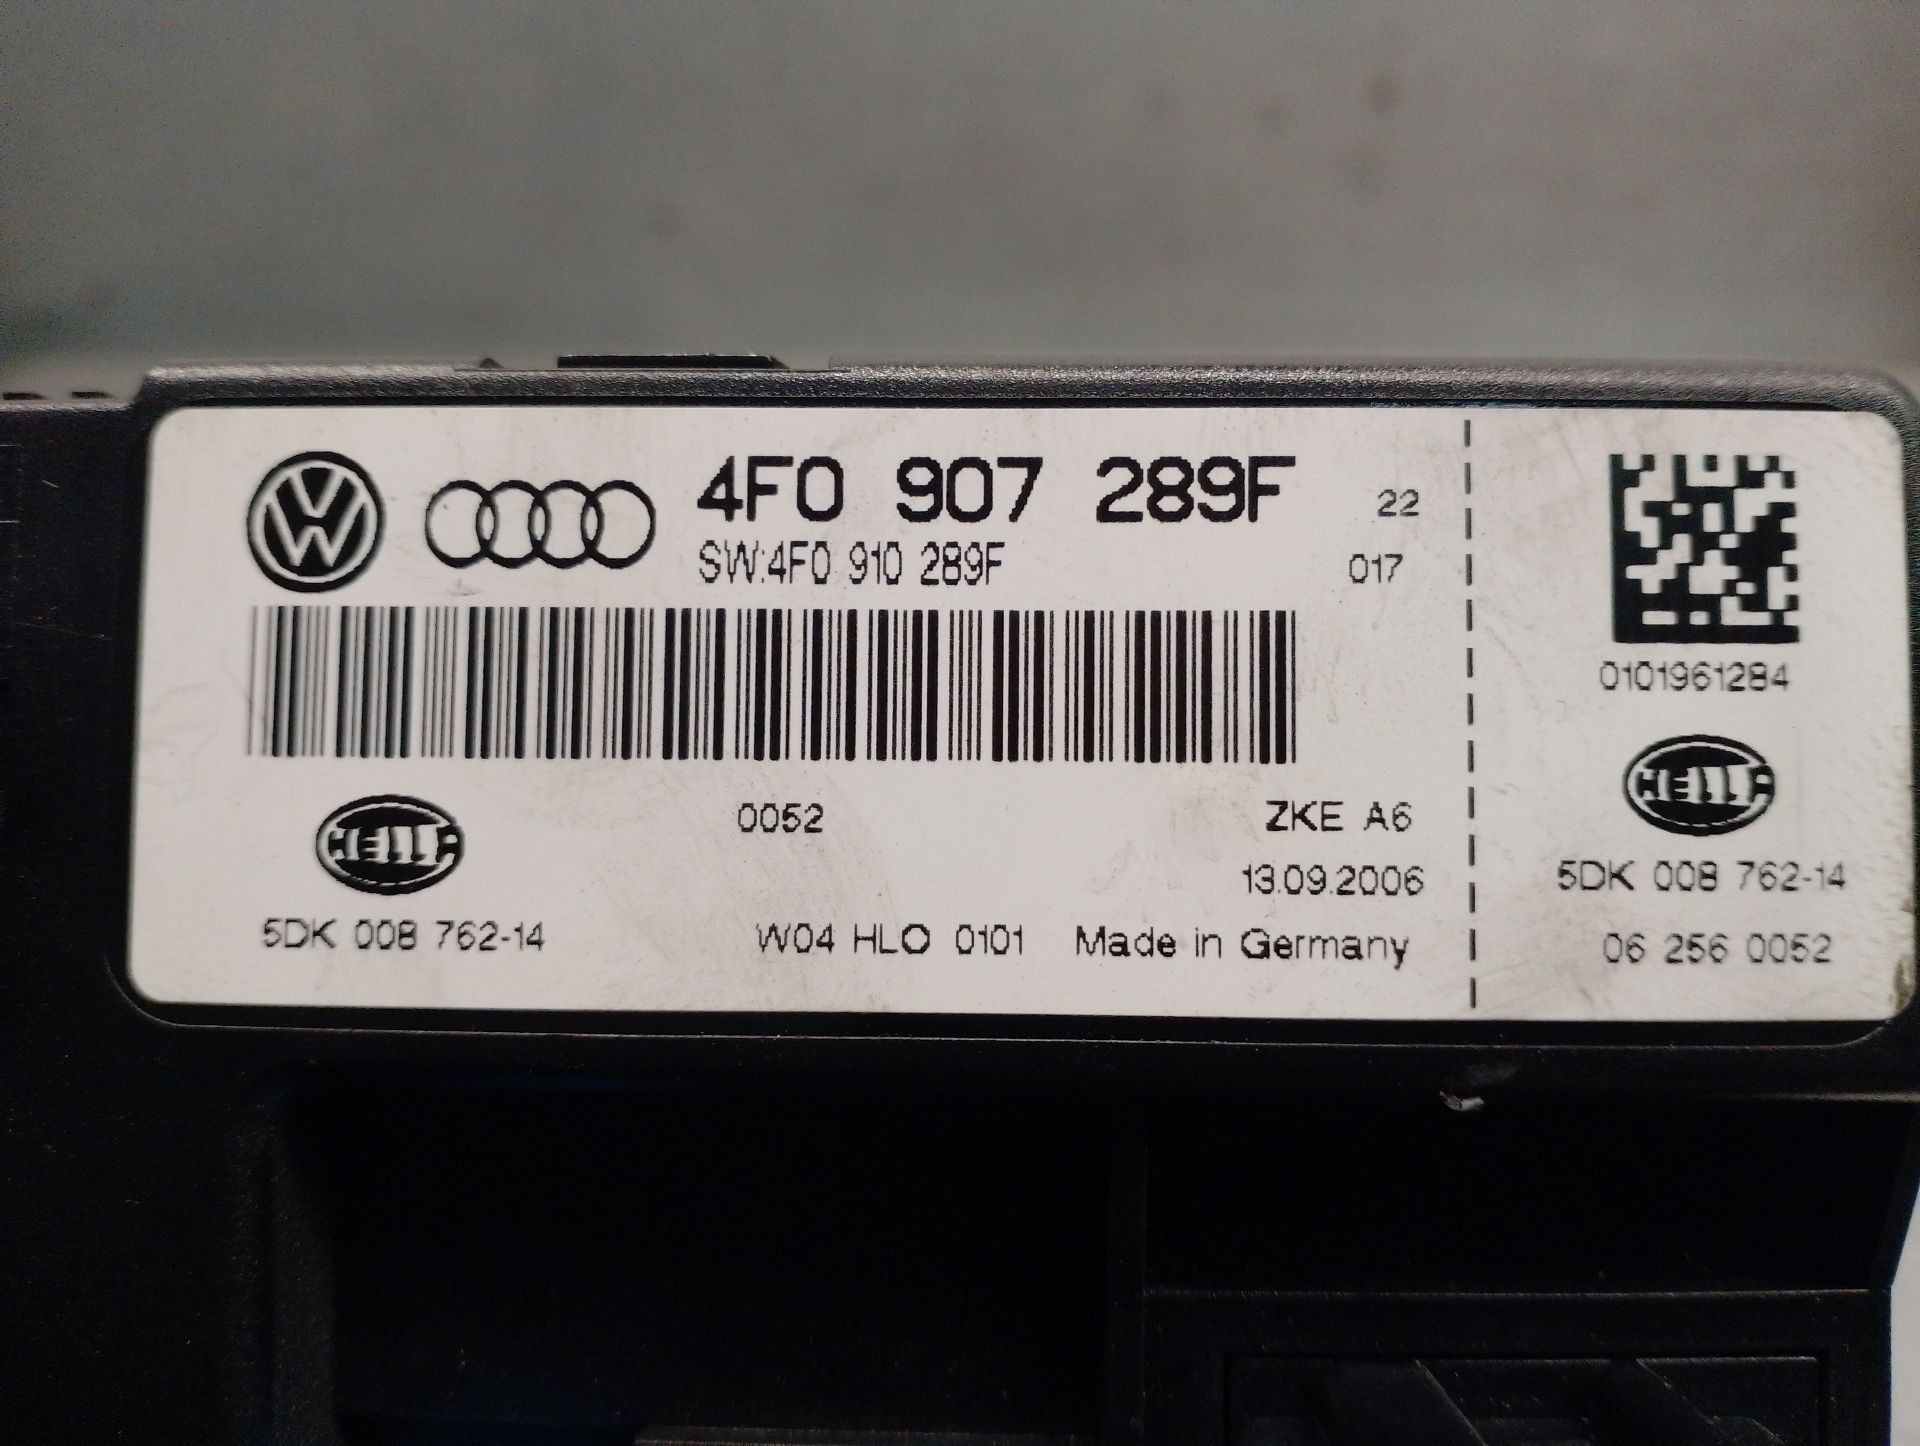 4F0 907 289F 22
SW:4F0 910 289F 017
0101961284
HELLA
0052 ZKE A6
HELLA
13.09.2006
5DK 008 762-14
5DK 008 762-14
W04 HLO 0101 Made in Germany
06 256 0052